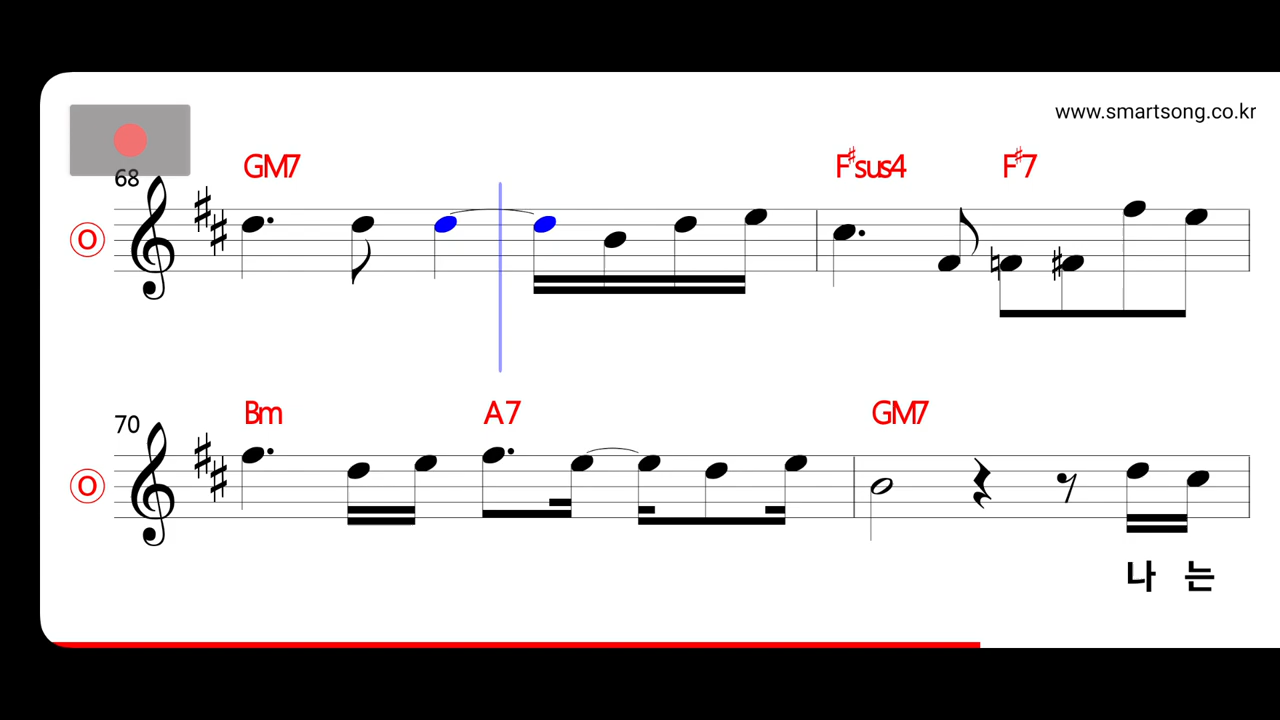 www.smartsong.co.kr
GM7 F♯sus4 F♯7
68
O
Bm A7 GM7
70
O
나 는